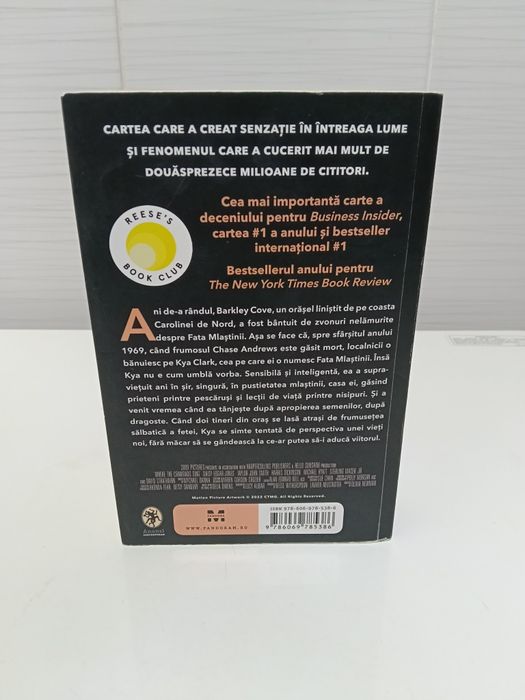 CARTEA CARE A CREAT SENZAȚIE ÎN ÎNTREAGA LUME
ȘI FENOMENUL CARE A CUCERIT MAI MULT DE
DOUĂSPREZECE MILIOANE DE CITITORI.
REESE'S
BOOK CLUB
Cea mai importantă carte a
deceniului pentru Business Insider,
cartea #1 a anului și bestseller
internațional #1
Bestsellerul anului pentru
The New York Times Book Review
Ani de-a rândul, Barkley Cove, un orășel liniștit de pe coasta
Carolinei de Nord, a fost bântuit de zvonuri nelămurite
despre Fata Mlaștinii. Așa se face că, spre sfârșitul anului
1969, când frumosul Chase Andrews este găsit mort, localnicii o
bănuiesc pe Kya Clark, cea pe care ei o numesc Fata Mlaștinii. Însă
Kya nu e cum umblă vorba. Sensibilă și inteligentă, ea a supra-
viețuit ani în șir, singură, în pustietatea mlaștinii, casa ei, găsind
prieteni printre pescăruși și lecții de viață printre nisipuri. Și a
venit vremea când ea tânjește după apropierea semenilor, după
dragoste. Când doi tineri din oraș se lasă atrași de frumusețea
sălbatică a fetei, Kya se simte tentată de perspectiva unei vieți
noi, fără măcar să se gândească la ce-ar putea să-i aducă viitorul.
Motion Picture Artwork © 2022 CTMG. All Rights Reserved.
Anansi
PANDORA
M
WWW.PANDORAM.RO
ISBN 978-606-978-538-6
9 786069 785386